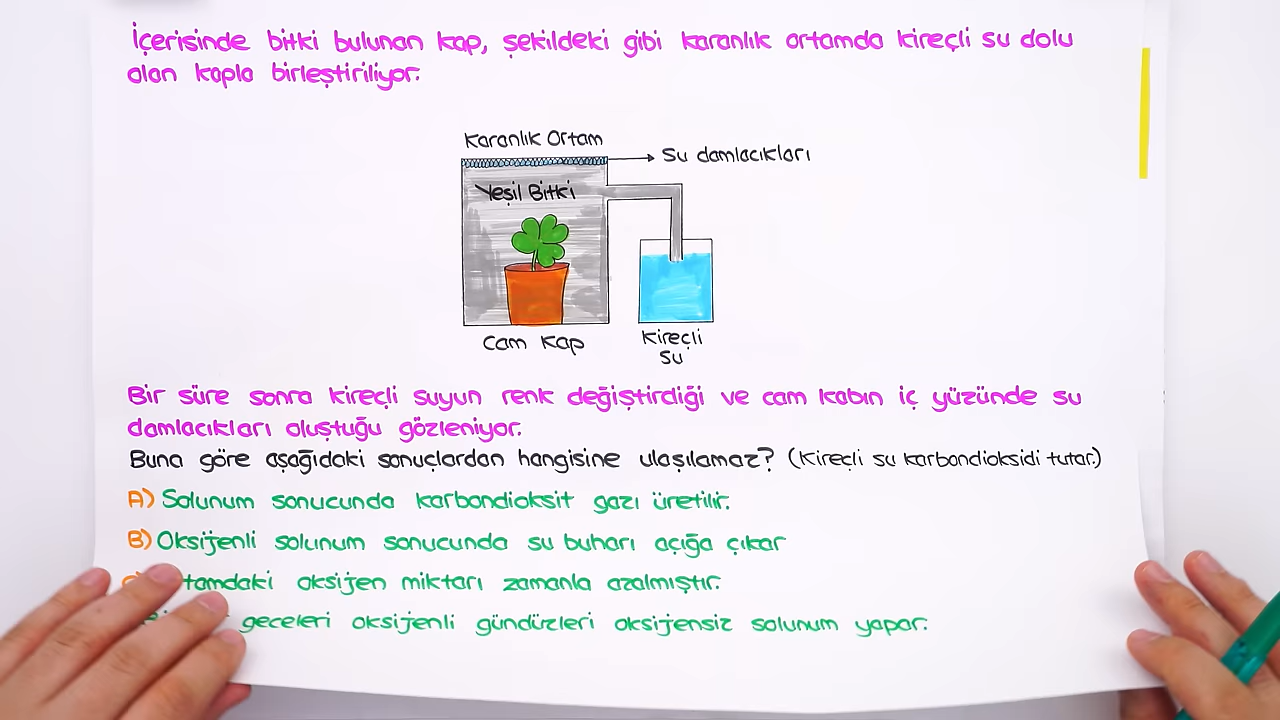 İçerisinde bitki bulunan kap, şekildeki gibi karanlık ortamda kireçli su dolu
olan kapla birleştiriliyor.
Karanlık Ortam
Su damlacıkları
Yeşil Bitki
Cam Kap
Kireçli
Su
Bir süre sonra kireçli suyun renk değiştirdiği ve cam kabın iç yüzünde su
damlacıkları oluştuğu gözleniyor.
Buna göre aşağıdaki sonuçlardan hangisine ulaşılamaz? (Kireçli su karbondioksidi tutar.)
A) Solunum sonucunda karbondioksit gazı üretilir.
B) Oksijenli solunum sonucunda su buharı açığa çıkar
oksijen miktarı zamanla azalmıştır.
geceleri oksijenli gündüzleri oksijensiz solunum yapar.